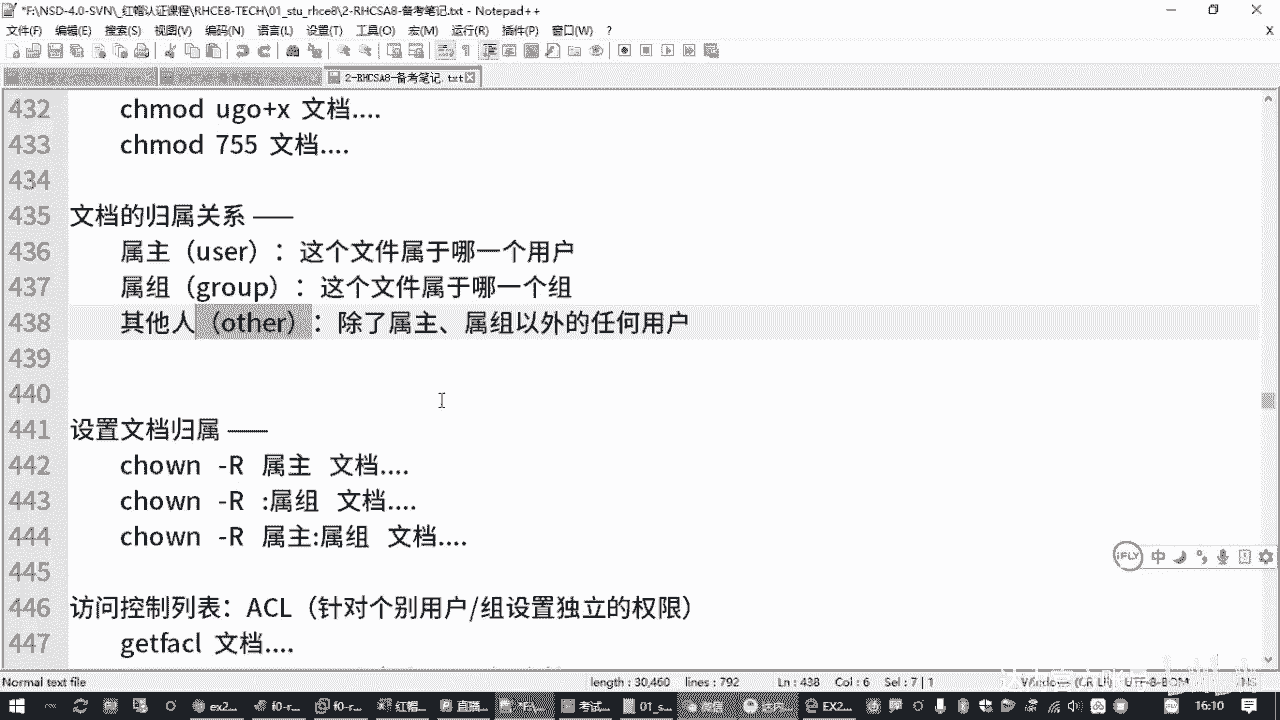 *F:\NSD-4.0-SVN\_红帽认证课程\RHCE8-TECH\01_stu_rhce8\2-RHCSA8-备考笔记.txt - Notepad++
文件(F) 编辑(E) 搜索(S) 视图(V) 编码(N) 语言(L) 设置(T) 工具(O) 宏(M) 运行(R) 插件(P) 窗口(W) ? X
2-RHCSA8-备考笔记.txt
432 chmod ugo+x 文档....
433 chmod 755 文档....
434
435 文档的归属关系 ——
436 属主（user）：这个文件属于哪一个用户
437 属组（group）：这个文件属于哪一个组
438 其他人（other）：除了属主、属组以外的任何用户
439
440
441 设置文档归属 ——
442 chown -R 属主 文档....
443 chown -R :属组 文档....
444 chown -R 属主:属组 文档....
445
446 访问控制列表：ACL（针对个别用户/组设置独立的权限）
447 getfacl 文档....
iFLY 中
Normal text file length : 30,460 lines : 792 Ln : 438 Col : 6 Sel : 7 | 1 Windows (CR LF) UTF-8-BOM INS
ex2... f0-r... f0-r... 红帽... 直播... 考试... 01_s... EX2... 16:10